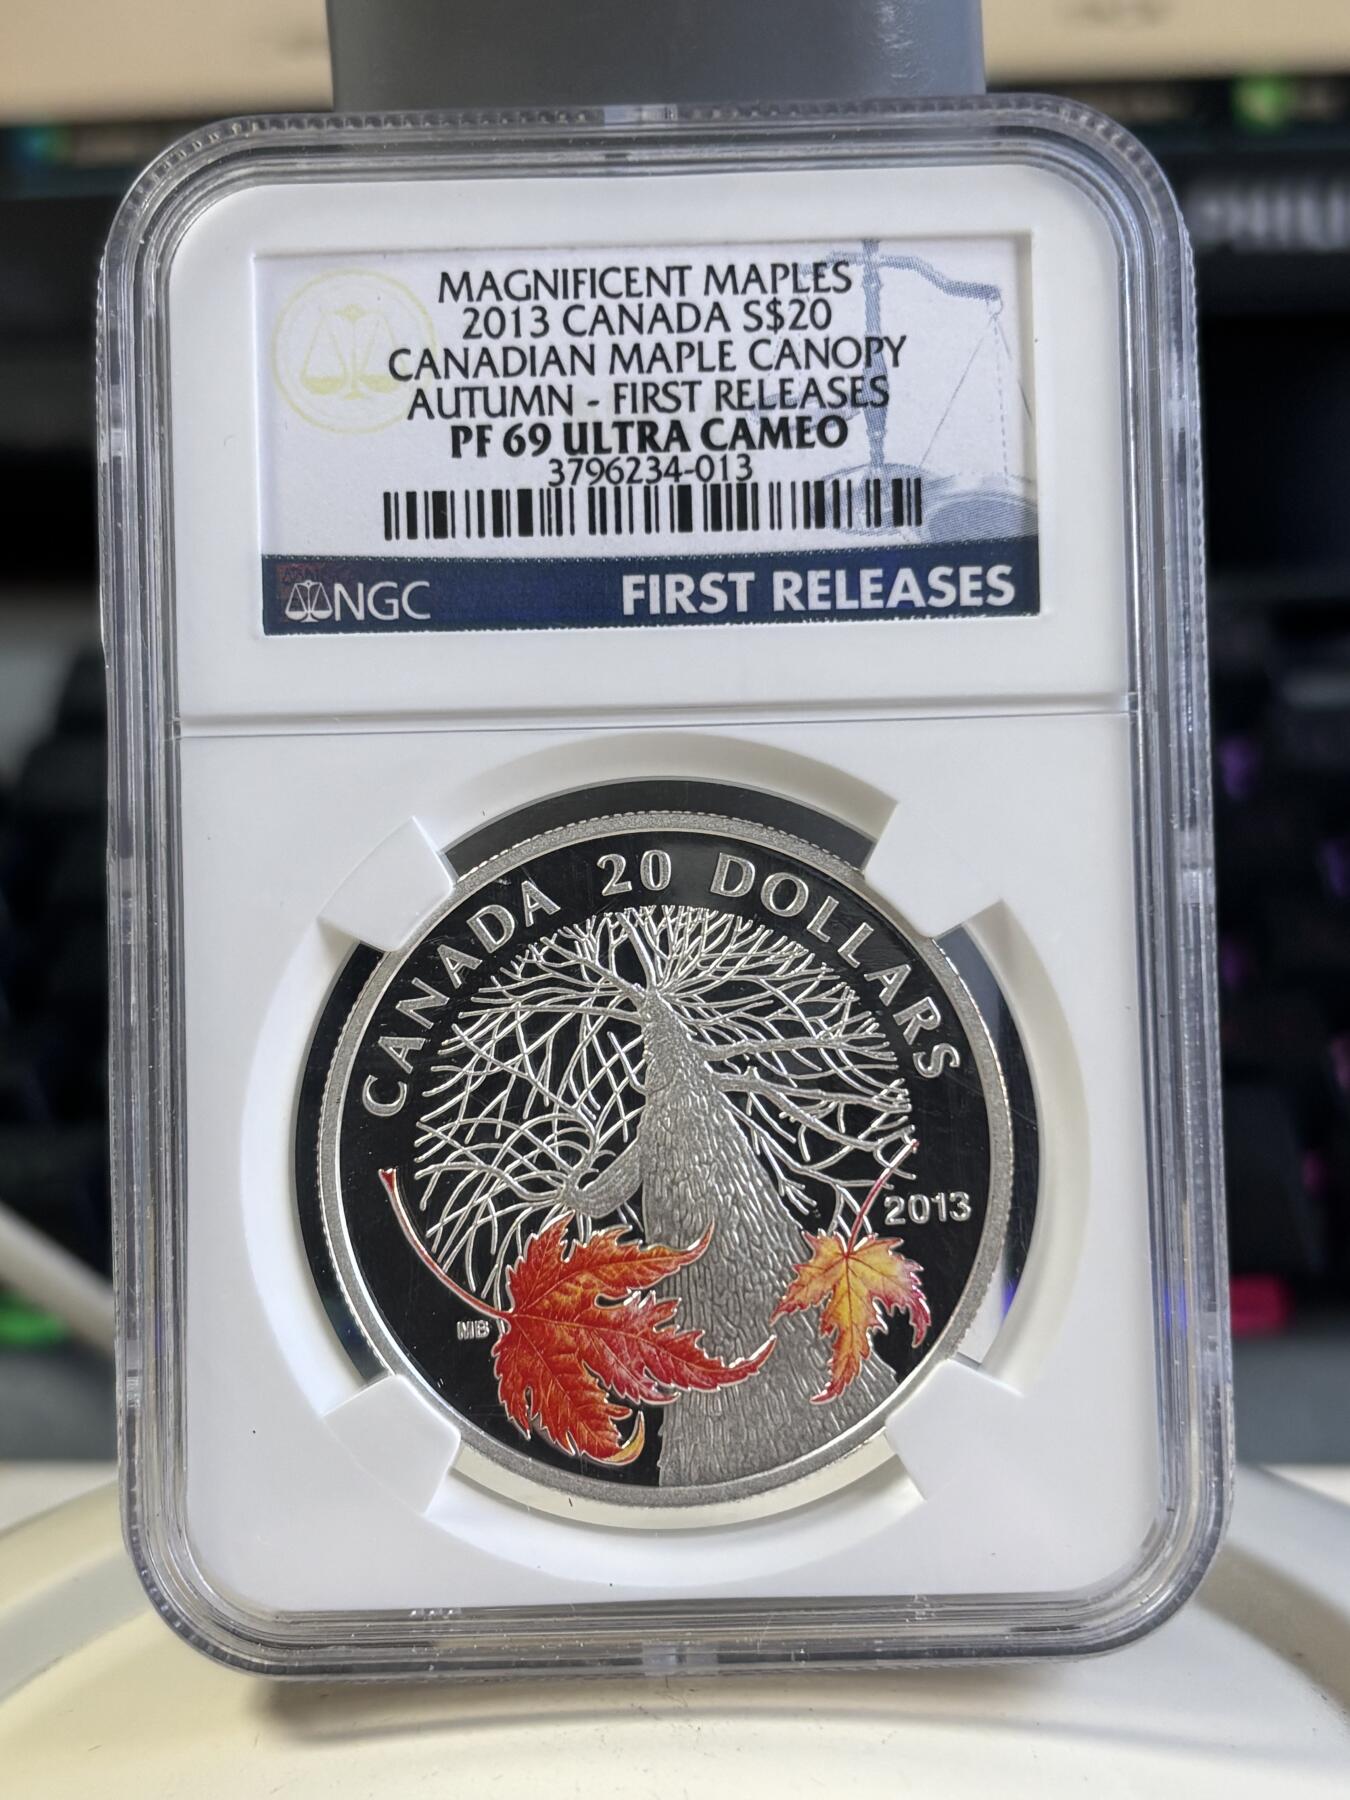 MAGNIFICENT MAPLES
2013 CANADA S$20
CANADIAN MAPLE CANOPY
AUTUMN - FIRST RELEASES
PF 69 ULTRA CAMEO
3796234-013
NGC
FIRST RELEASES
CANADA 20 DOLLARS
2013
MB